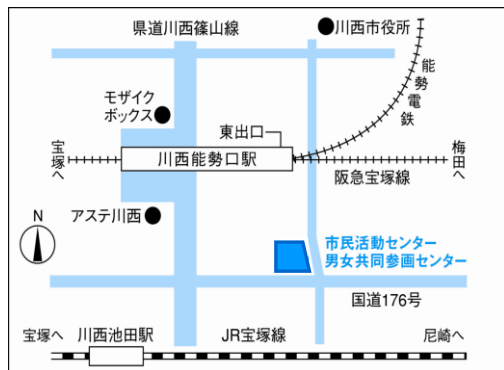 県道川西篠山線
川西市役所
能勢電鉄
モザイク
ボックス
東出口
宝塚へ
川西能勢口駅
梅田へ
阪急宝塚線
アステ川西
N
市民活動センター
男女共同参画センター
国道176号
宝塚へ
川西池田駅
JR宝塚線
尼崎へ